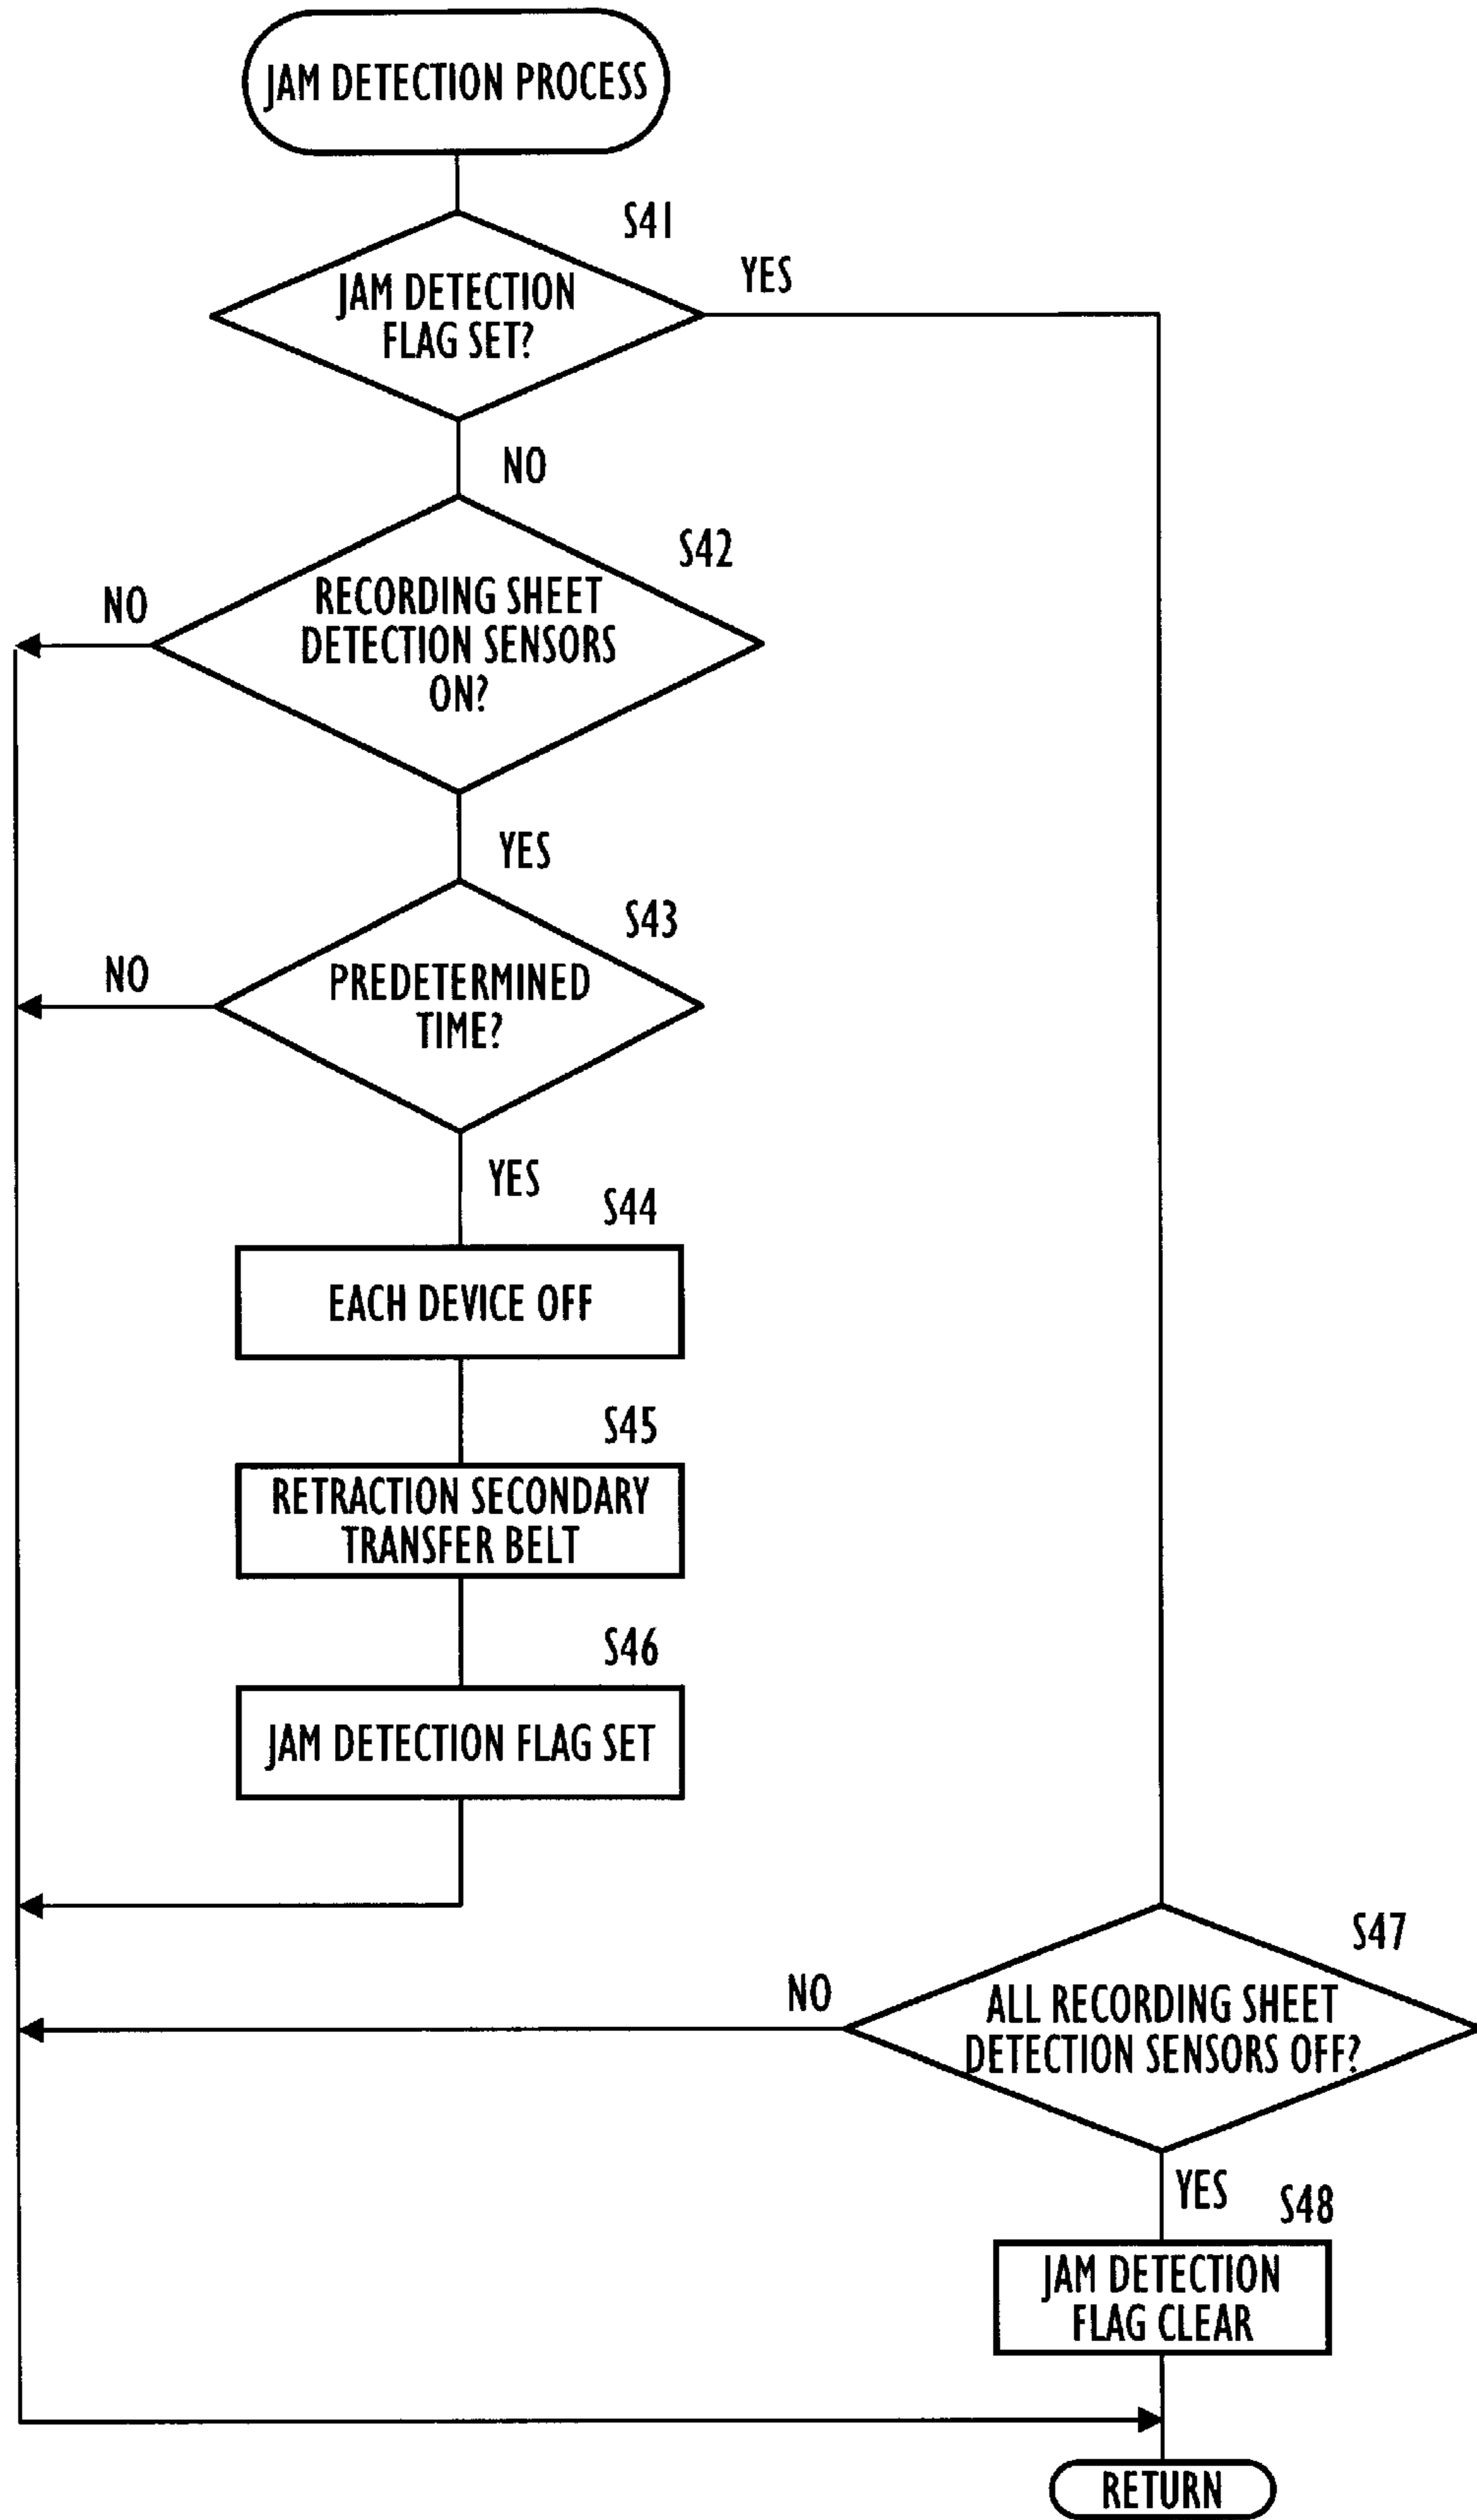 JAM DETECTION PROCESS
S41
YES
JAM DETECTION
FLAG SET?
NO
S42
NO
RECORDING SHEET
DETECTION SENSORS
ON?
YES
S43
NO
PREDETERMINED
TIME?
YES
S44
EACH DEVICE OFF
S45
RETRACTION SECONDARY
TRANSFER BELT
S46
JAM DETECTION FLAG SET
S47
NO
ALL RECORDING SHEET
DETECTION SENSORS OFF?
YES
S48
JAM DETECTION
FLAG CLEAR
RETURN